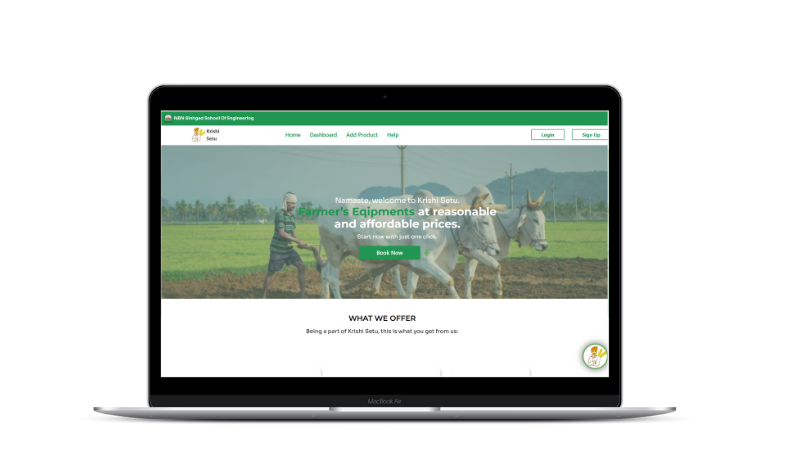 NBN Sinhgad School Of Engineering
Krishi
Setu
Home Dashboard Add Product Help
Login Sign Up
Namaste, welcome to Krishi Setu.
Farmer's Eqipments at reasonable
and affordable prices.
Start now with just one click.
Book Now
WHAT WE OFFER
Being a part of Krishi Setu, this is what you get from us:
MacBook Air